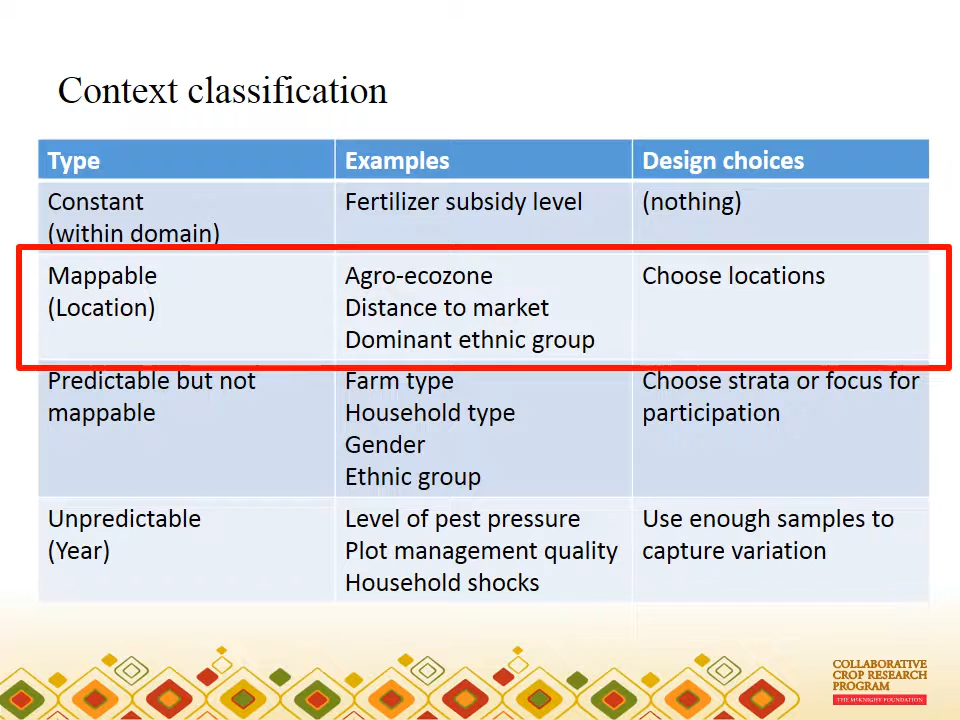 Context classification
Type Examples Design choices
Constant
(within domain)
Fertilizer subsidy level
(nothing)
Mappable
(Location)
Agro-ecozone
Distance to market
Dominant ethnic group
Choose locations
Predictable but not
mappable
Farm type
Household type
Gender
Ethnic group
Choose strata or focus for
participation
Unpredictable
(Year)
Level of pest pressure
Plot management quality
Household shocks
Use enough samples to
capture variation
COLLABORATIVE
CROP RESEARCH
PROGRAM
THE MCKNIGHT FOUNDATION